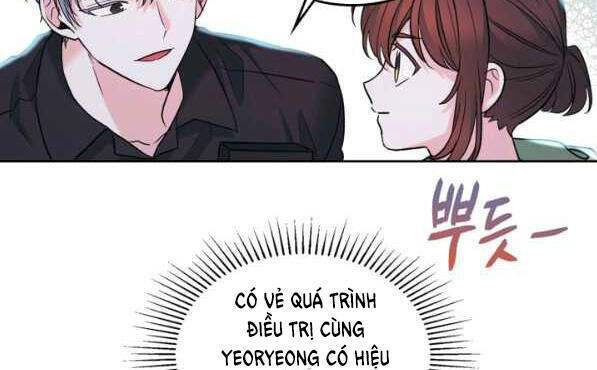 뿌듯~
CÓ VẺ QUÁ TRÌNH
ĐIỀU TRỊ CÙNG
YEORYEONG CÓ HIỆU